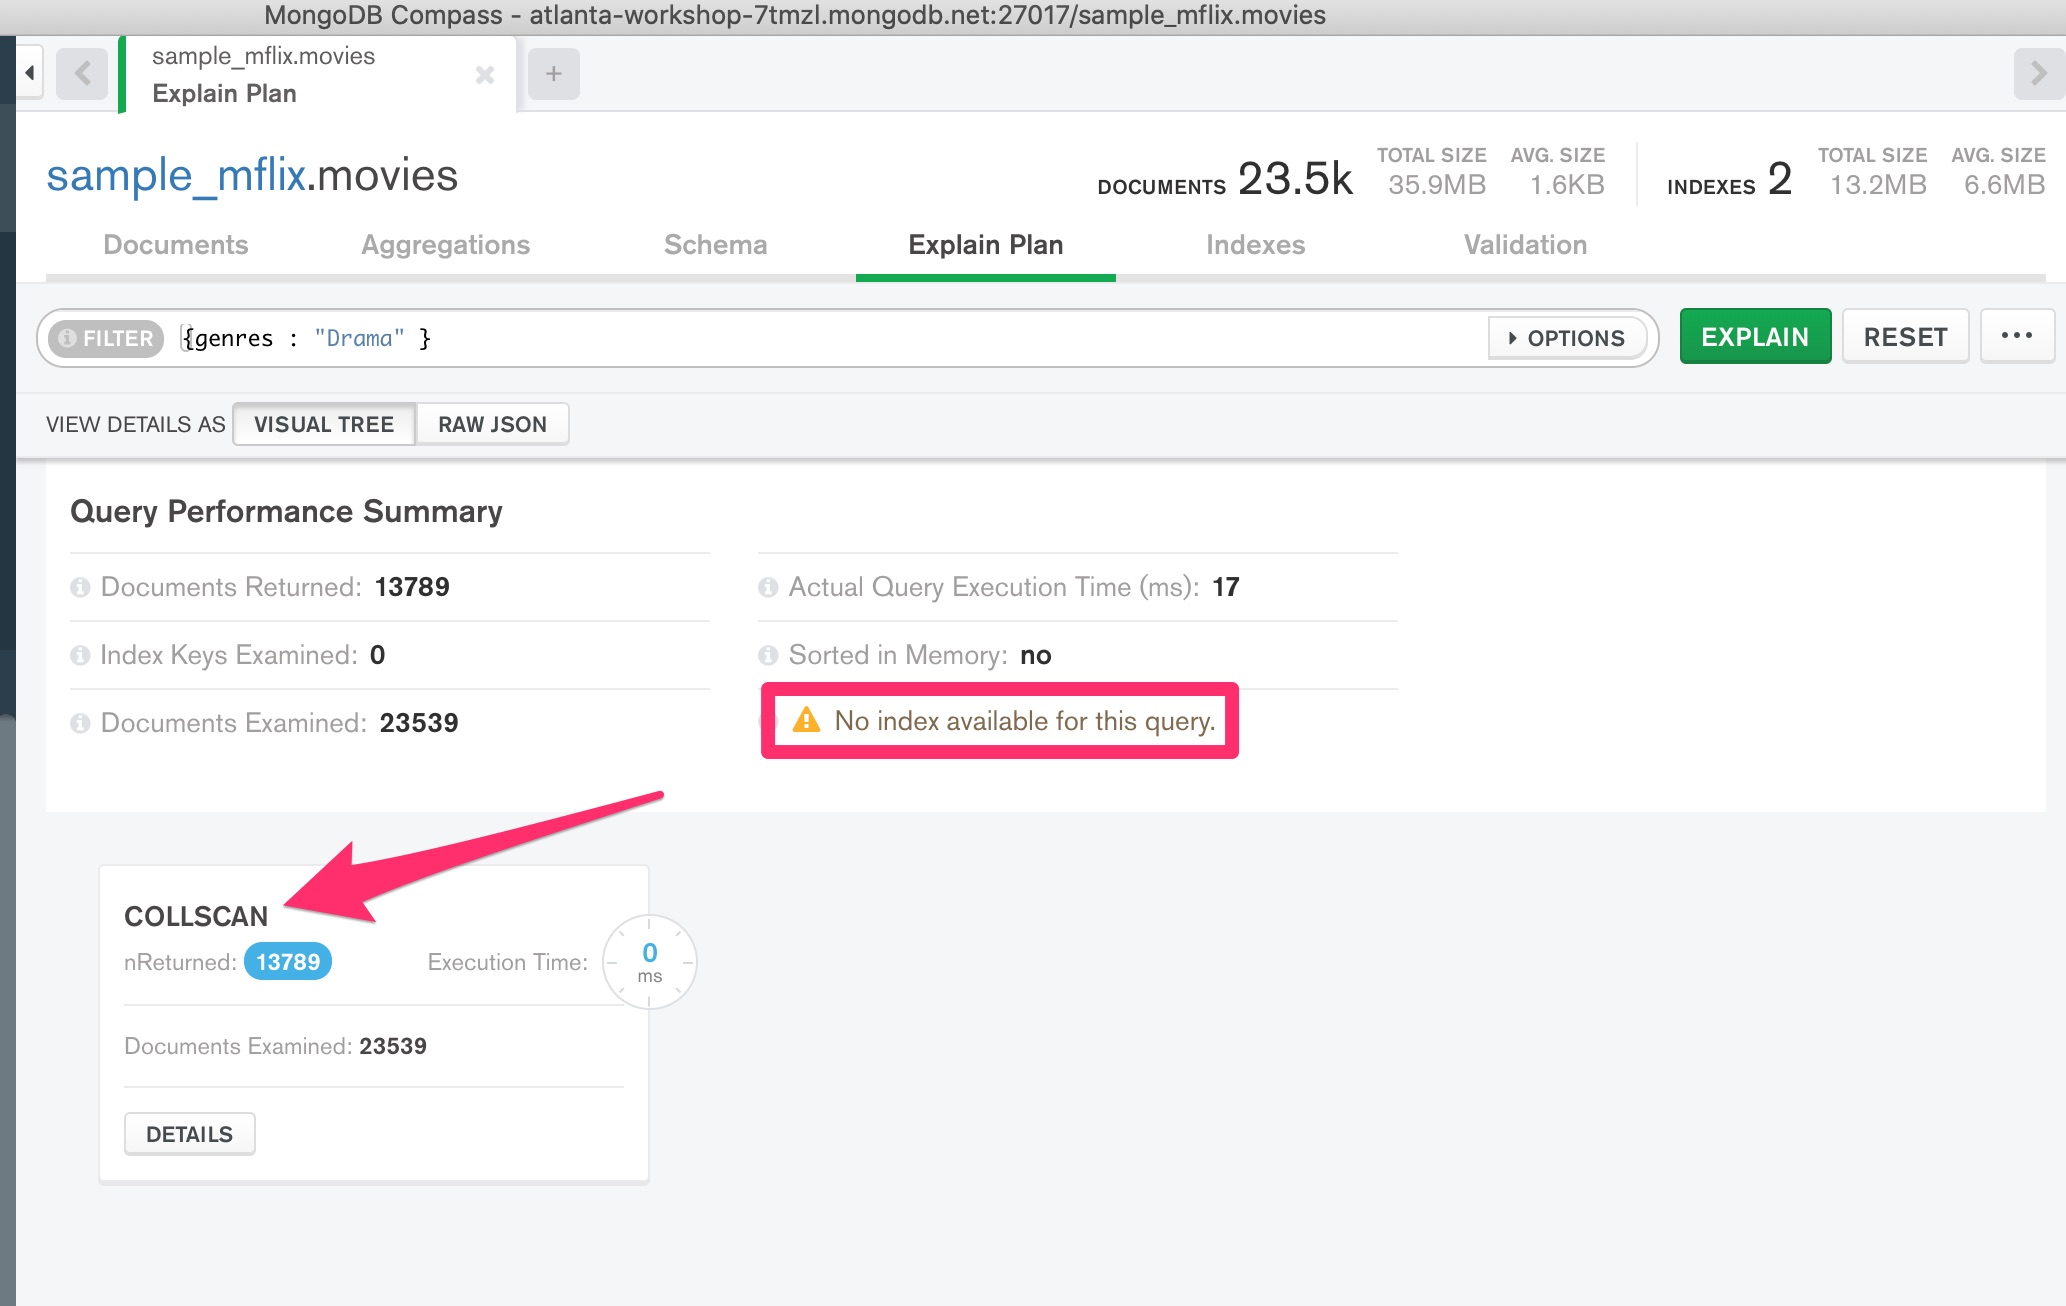 MongoDB Compass - atlanta-workshop-7tmzl.mongodb.net:27017/sample_mflix.movies
sample_mflix.movies
Explain Plan
sample_mflix.movies
DOCUMENTS 23.5k TOTAL SIZE 35.9MB AVG. SIZE 1.6KB INDEXES 2 TOTAL SIZE 13.2MB AVG. SIZE 6.6MB
Documents Aggregations Schema Explain Plan Indexes Validation
FILTER {genres : "Drama" } OPTIONS EXPLAIN RESET ...
VIEW DETAILS AS VISUAL TREE RAW JSON
Query Performance Summary
Documents Returned: 13789
Actual Query Execution Time (ms): 17
Index Keys Examined: 0
Sorted in Memory: no
Documents Examined: 23539
No index available for this query.
COLLSCAN
nReturned: 13789 Execution Time: 0 ms
Documents Examined: 23539
DETAILS